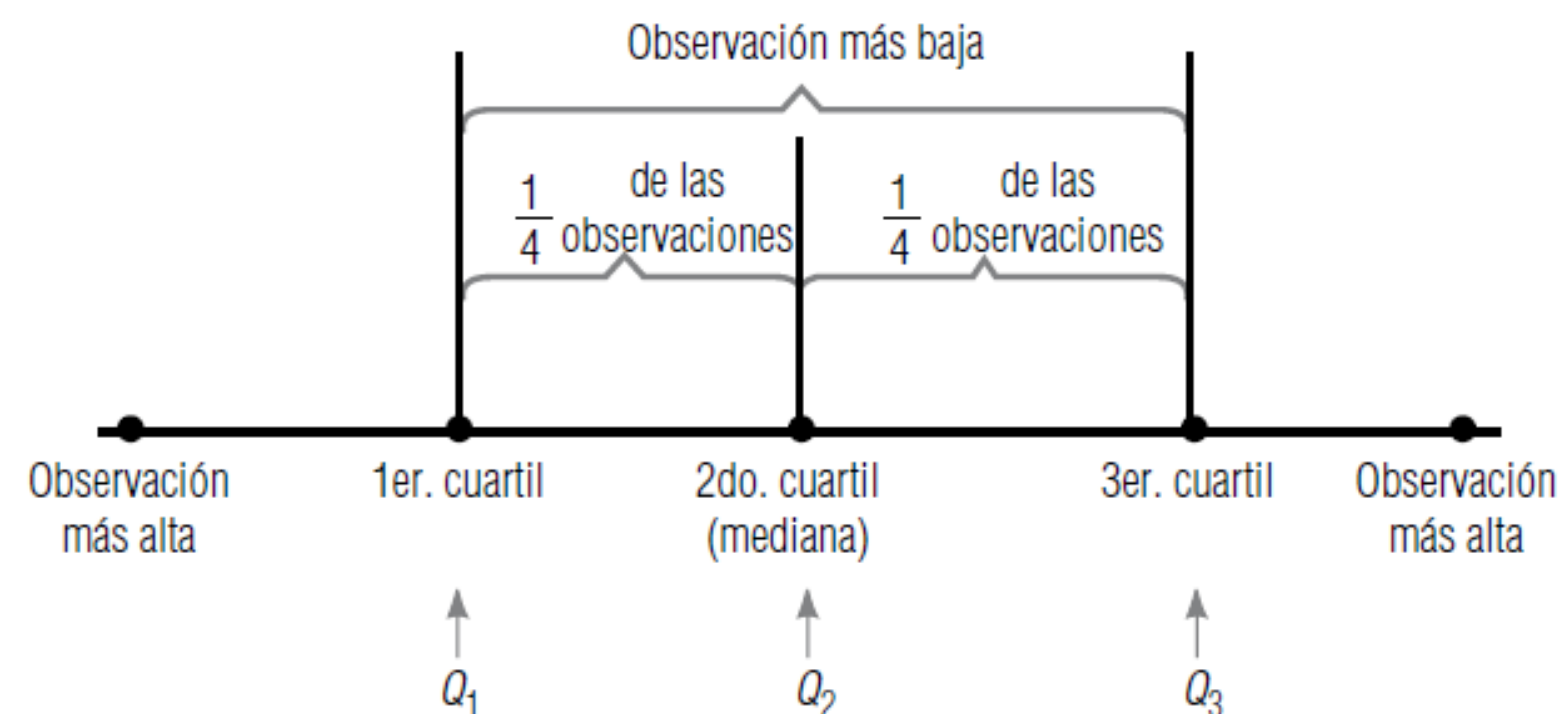 Observación más baja
1/4 de las observaciones
1/4 de las observaciones
Observación más alta
1er. cuartil
2do. cuartil (mediana)
3er. cuartil
Observación más alta
Q1
Q2
Q3